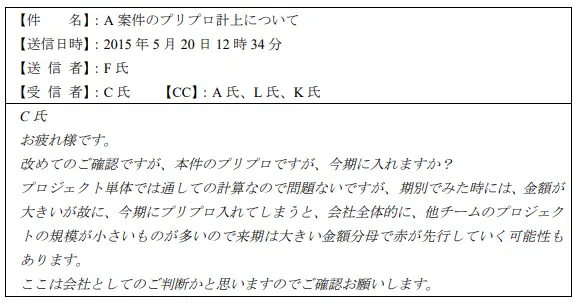 【件　　名】：A 案件のプリプロ計上について
【送信日時】：2015 年 5 月 20 日 12 時 34 分
【送 信 者】：F 氏
【受 信 者】：C 氏　　【CC】：A 氏、L 氏、K 氏
C 氏
お疲れ様です。
改めてのご確認ですが、本件のプリプロですが、今期に入れますか？
プロジェクト単体では通しての計算なので問題ないですが、期別でみた時には、金額が
大きいが故に、今期にプリプロ入れてしまうと、会社全体的に、他チームのプロジェク
トの規模が小さいものが多いので来期は大きい金額分母で赤が先行していく可能性も
あります。
ここは会社としてのご判断かと思いますのでご確認お願いします。